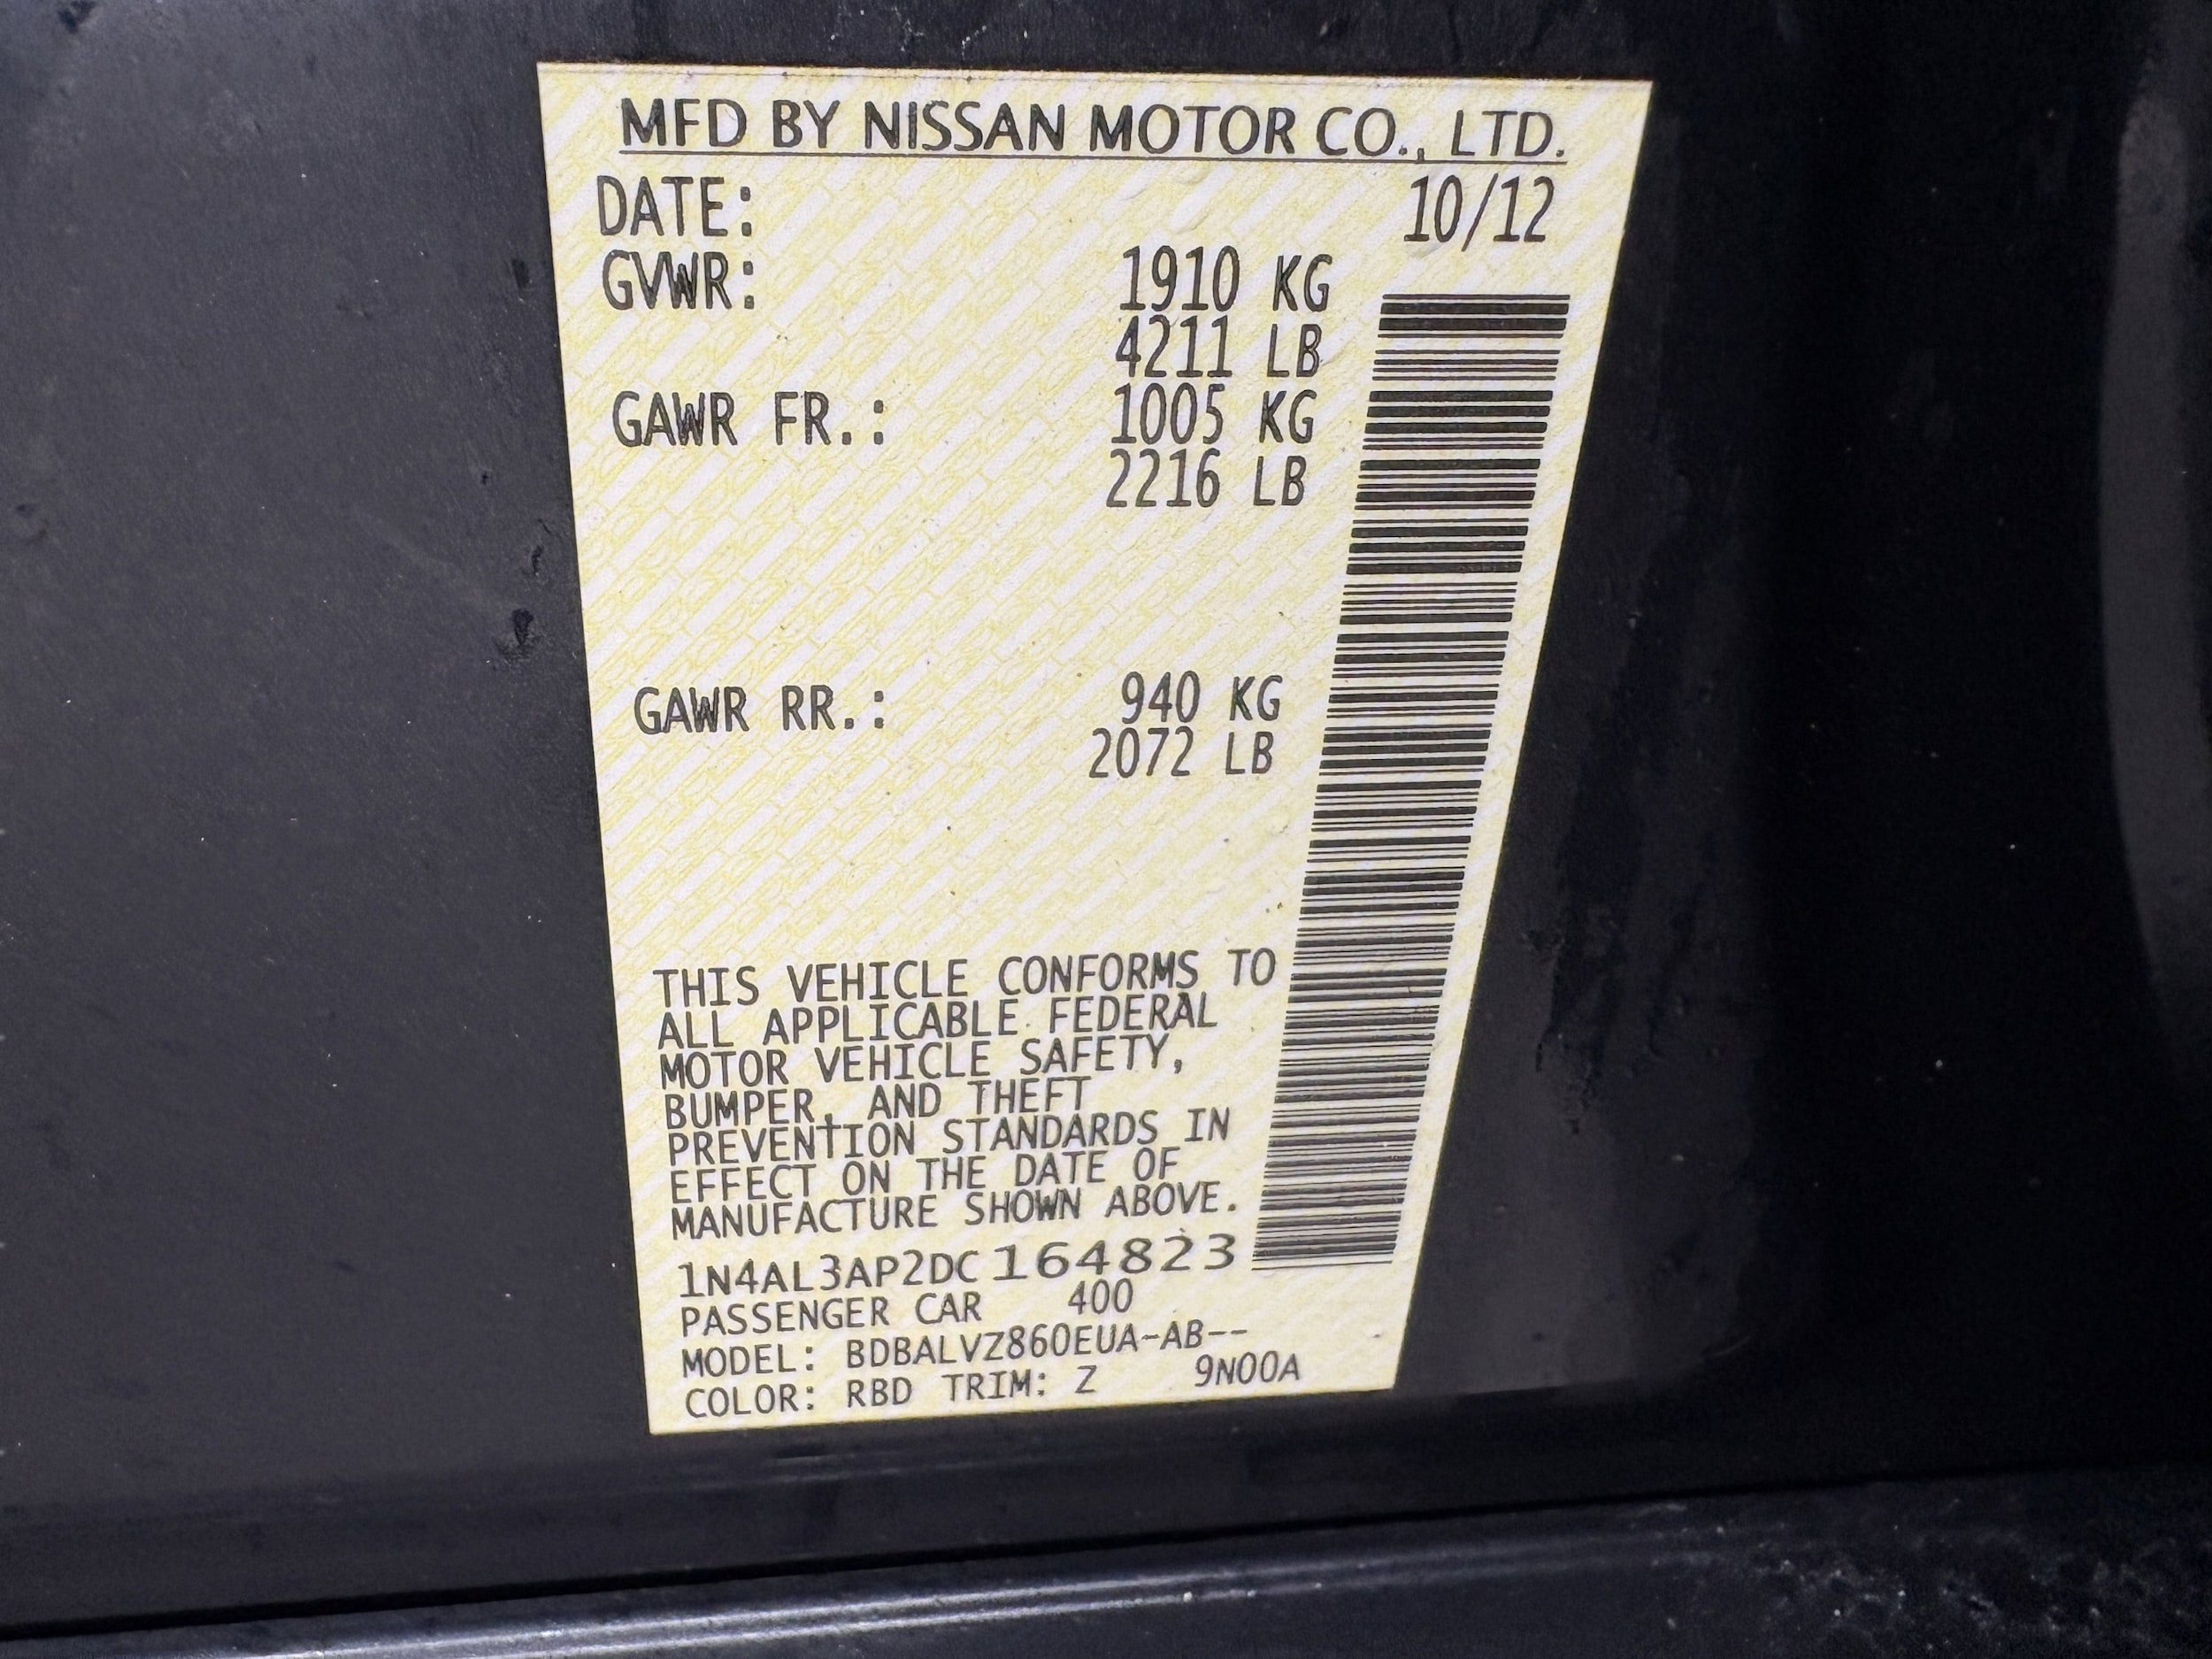 MFD BY NISSAN MOTOR CO., LTD.
DATE: 10/12
GVWR: 1910 KG
4211 LB
GAWR FR.: 1005 KG
2216 LB
GAWR RR.: 940 KG
2072 LB
THIS VEHICLE CONFORMS TO
ALL APPLICABLE FEDERAL
MOTOR VEHICLE SAFETY,
BUMPER, AND THEFT
PREVENTION STANDARDS IN
EFFECT ON THE DATE OF
MANUFACTURE SHOWN ABOVE.
1N4AL3AP2DC164823
PASSENGER CAR 400
MODEL: BDBALVZ860EUA-AB--
COLOR: RBD TRIM: Z 9N00A